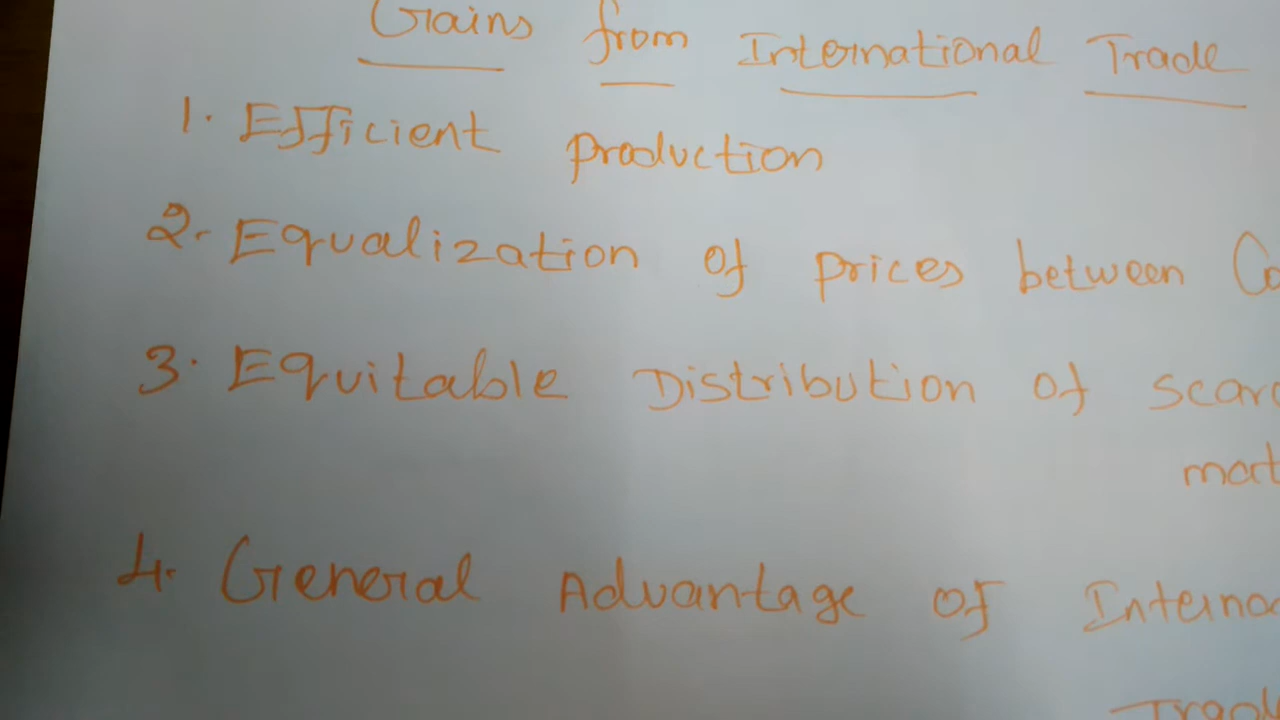 Gains from International Trade
1. Efficient production
2. Equalization of prices between
3. Equitable Distribution of
4. General Advantage of